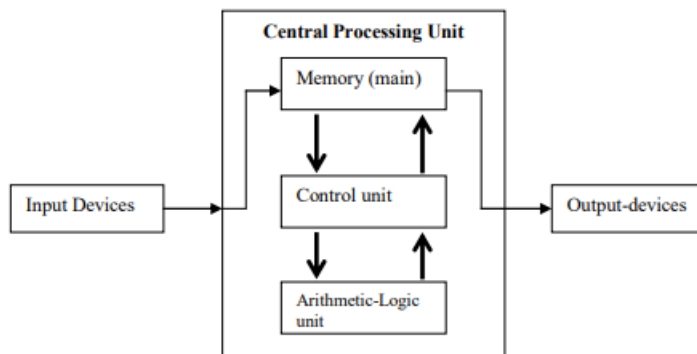 Central Processing Unit
Memory (main)
Input Devices
Control unit
Output-devices
Arithmetic-Logic
unit